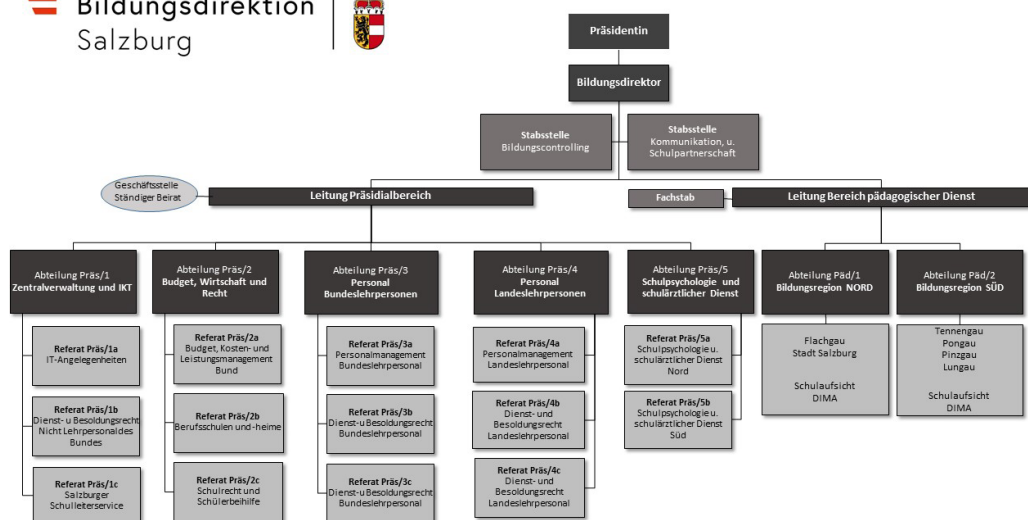 Bildungsdirektion
Salzburg
Präsidentin
Bildungsdirektor
Stabsstelle
Bildungscontrolling
Stabsstelle
Kommunikation, u.
Schulpartnerschaft
Geschäftsstelle
Ständiger Beirat
Leitung Präsidialbereich
Fachstab
Leitung Bereich pädagogischer Dienst
Abteilung Präs/1
Zentralverwaltung und IKT
Abteilung Präs/2
Budget, Wirtschaft und
Recht
Abteilung Präs/3
Personal
Bundeslehrpersonen
Abteilung Präs/4
Personal
Landeslehrpersonen
Abteilung Präs/5
Schulpsychologie und
schulärztlicher Dienst
Abteilung Päd/1
Bildungsregion NORD
Abteilung Päd/2
Bildungsregion SÜD
Referat Präs/1a
IT-Angelegenheiten
Referat Präs/1b
Dienst- u Besoldungsrecht
Nicht Lehrpersonal des
Bundes
Referat Präs/1c
Salzburger
Schulleiterservice
Referat Präs/2a
Budget, Kosten- und
Leistungsmanagement
Bund
Referat Präs/2b
Berufsschulen und -heime
Referat Präs/2c
Schulrecht und
Schülerbeihilfe
Referat Präs/3a
Personalmanagement
Bundeslehrpersonal
Referat Präs/3b
Dienst-u Besoldungsrecht
Bundeslehrpersonal
Referat Präs/3c
Dienst-u Besoldungsrecht
Bundeslehrpersonal
Referat Präs/4a
Personalmanagement
Landeslehrpersonal
Referat Präs/4b
Dienst- und
Besoldungsrecht
Landeslehrpersonal
Referat Präs/4c
Dienst- und
Besoldungsrecht
Landeslehrpersonal
Referat Präs/5a
Schulpsychologie u.
schulärztlicher Dienst
Nord
Referat Präs/5b
Schulpsychologie u.
schulärztlicher Dienst
Süd
Flachgau
Stadt Salzburg
Schulaufsicht
DIMA
Tennengau
Pongau
Pinzgau
Lungau
Schulaufsicht
DIMA